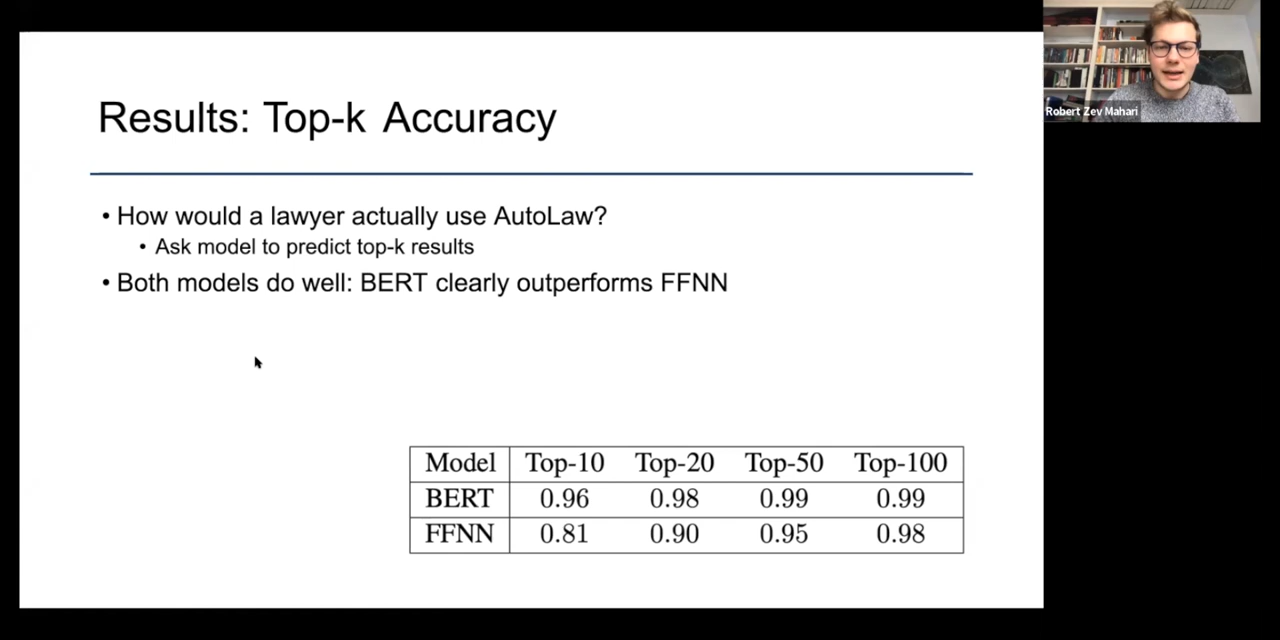 Results: Top-k Accuracy
• How would a lawyer actually use AutoLaw?
• Ask model to predict top-k results
• Both models do well: BERT clearly outperforms FFNN
Model Top-10 Top-20 Top-50 Top-100
BERT 0.96 0.98 0.99 0.99
FFNN 0.81 0.90 0.95 0.98
Robert Zev Mahari